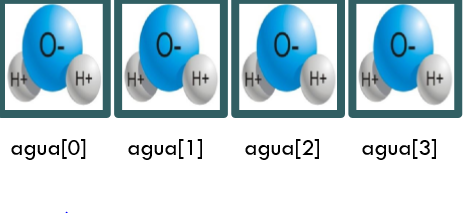 O- O- O- O-
H+ H+ H+ H+ H+ H+ H+ H+
agua[0] agua[1] agua[2] agua[3]